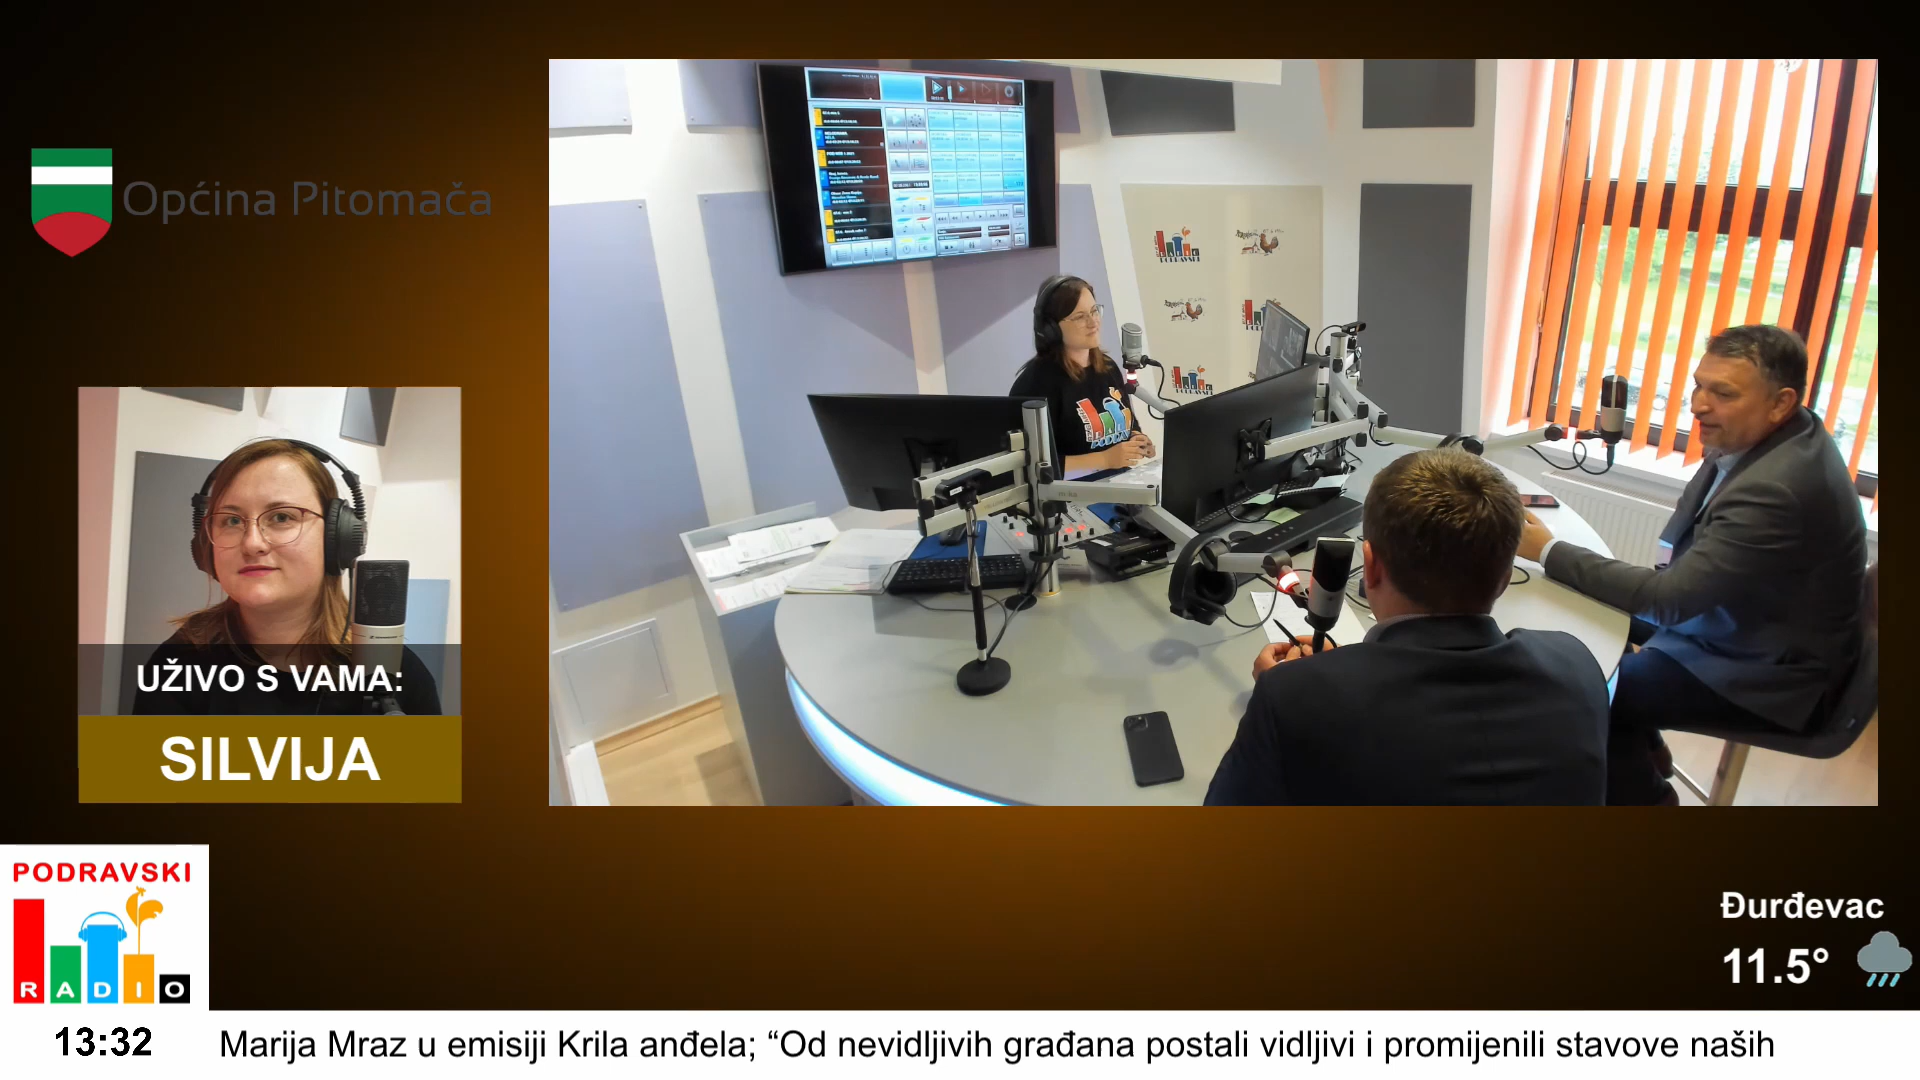 Općina Pitomača
UŽIVO S VAMA:
SILVIJA
PODRAVSKI
RADIO
Đurđevac
11.5°
13:32
Marija Mraz u emisiji Krila anđela; “Od nevidljivih građana postali vidljivi i promijenili stavove naših